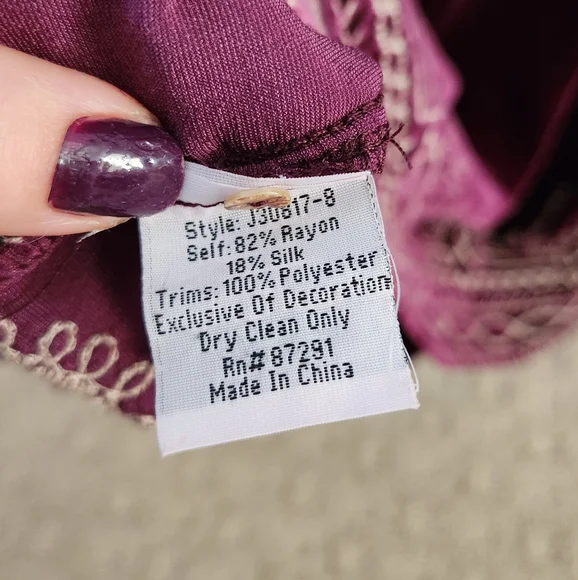 Style: J30817-8
Self: 82% Rayon
18% Silk
Trims: 100% Polyester
Exclusive Of Decoration
Dry Clean Only
Rn# 87291
Made In China